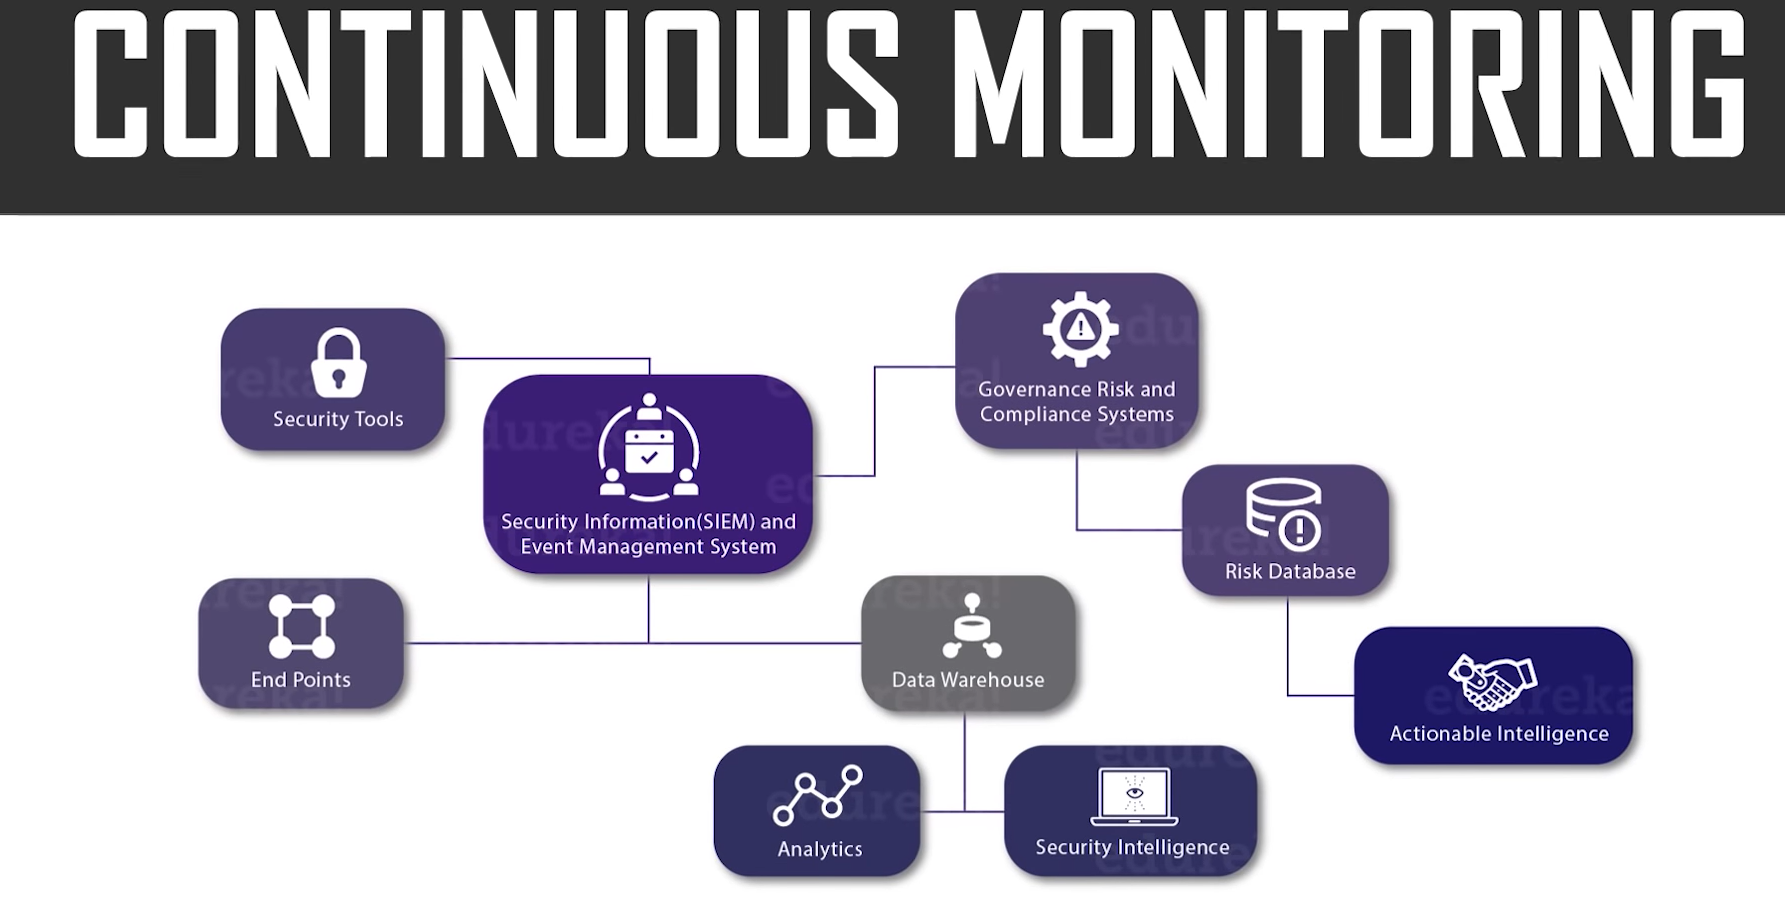 CONTINUOUS MONITORING
Security Tools
Governance Risk and
Compliance Systems
Security Information(SIEM) and
Event Management System
Risk Database
End Points
Data Warehouse
Actionable Intelligence
Analytics
Security Intelligence